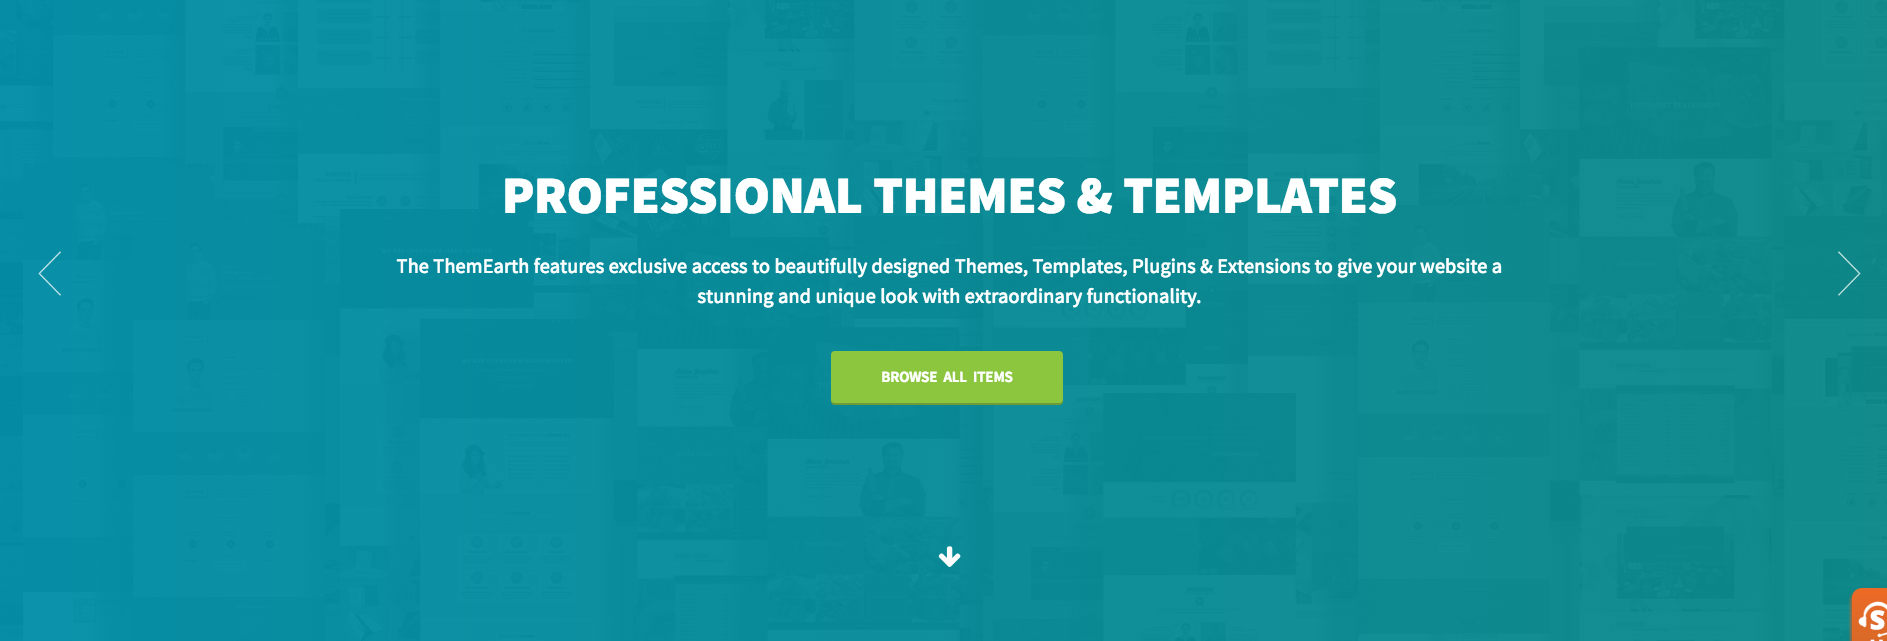 PROFESSIONAL THEMES & TEMPLATES
The ThemEarth features exclusive access to beautifully designed Themes, Templates, Plugins & Extensions to give your website a
stunning and unique look with extraordinary functionality.
BROWSE ALL ITEMS
S